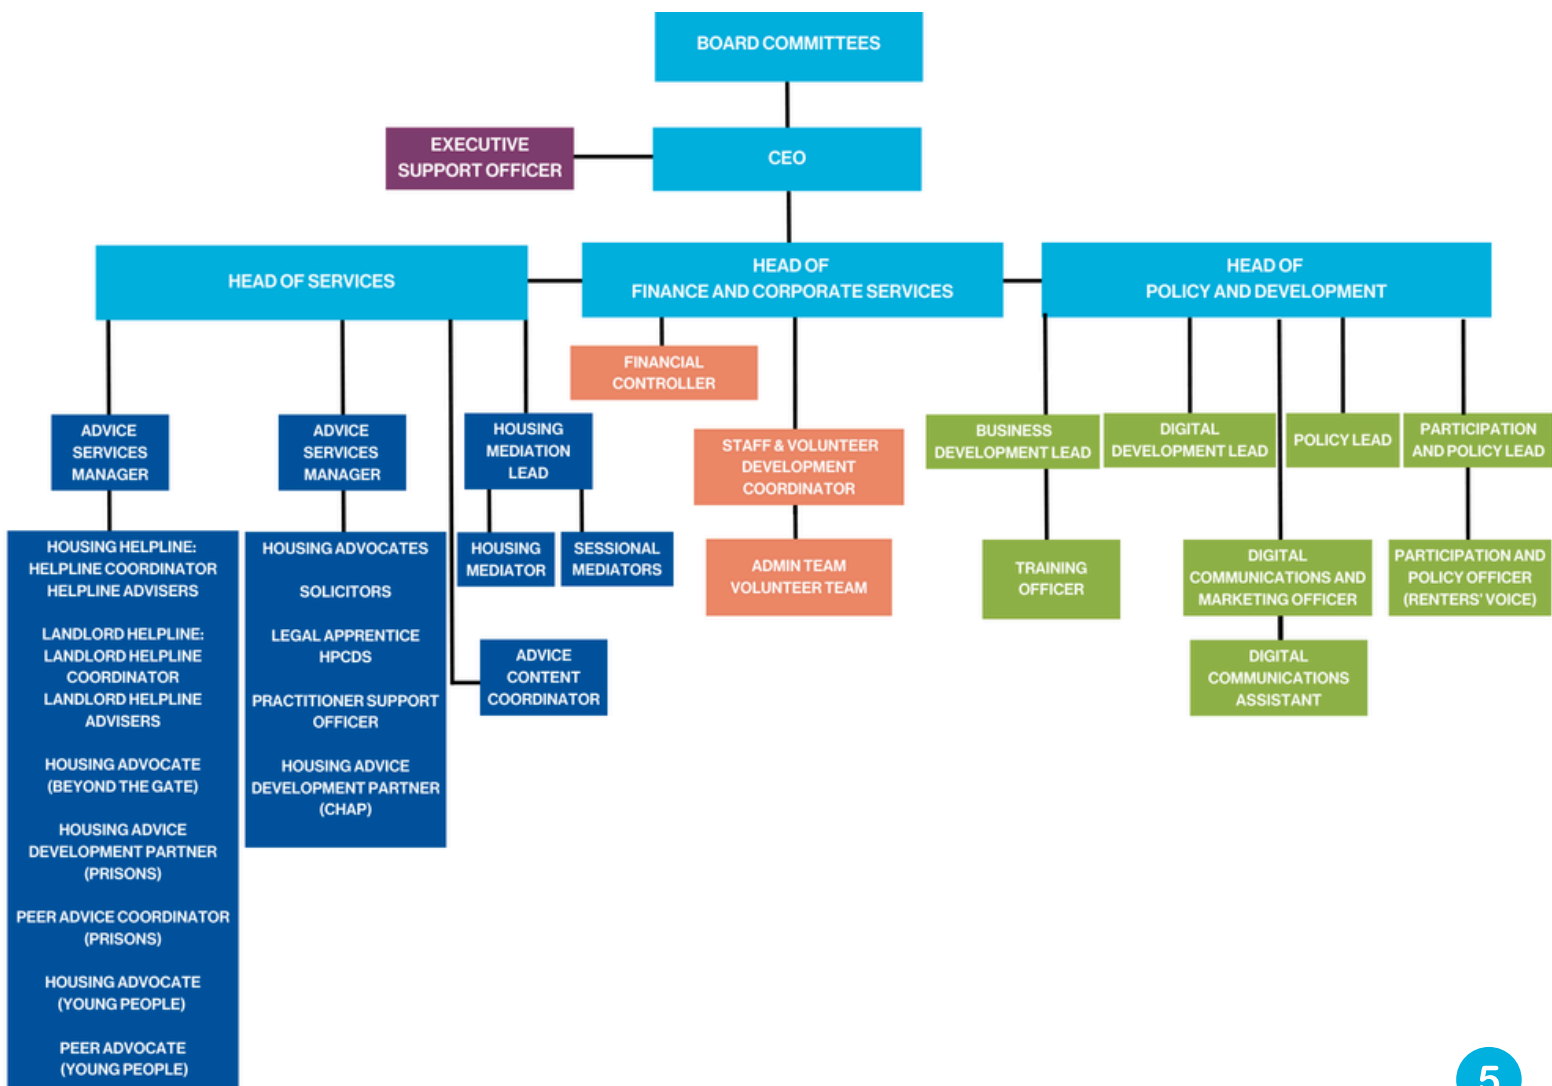 BOARD COMMITTEES
EXECUTIVE
SUPPORT OFFICER
CEO
HEAD OF SERVICES
HEAD OF
FINANCE AND CORPORATE SERVICES
HEAD OF
POLICY AND DEVELOPMENT
FINANCIAL
CONTROLLER
ADVICE
SERVICES
MANAGER
ADVICE
SERVICES
MANAGER
HOUSING
MEDIATION
LEAD
STAFF & VOLUNTEER
DEVELOPMENT
COORDINATOR
BUSINESS
DEVELOPMENT LEAD
DIGITAL
DEVELOPMENT LEAD
POLICY LEAD
PARTICIPATION
AND POLICY LEAD
HOUSING HELPLINE:
HELPLINE COORDINATOR
HELPLINE ADVISERS
LANDLORD HELPLINE:
LANDLORD HELPLINE
COORDINATOR
LANDLORD HELPLINE
ADVISERS
HOUSING ADVOCATE
(BEYOND THE GATE)
HOUSING ADVICE
DEVELOPMENT PARTNER
(PRISONS)
PEER ADVICE COORDINATOR
(PRISONS)
HOUSING ADVOCATE
(YOUNG PEOPLE)
PEER ADVOCATE
(YOUNG PEOPLE)
HOUSING ADVOCATES
SOLICITORS
LEGAL APPRENTICE
HPCDS
PRACTITIONER SUPPORT
OFFICER
HOUSING ADVICE
DEVELOPMENT PARTNER
(CHAP)
HOUSING
MEDIATOR
SESSIONAL
MEDIATORS
ADVICE
CONTENT
COORDINATOR
ADMIN TEAM
VOLUNTEER TEAM
TRAINING
OFFICER
DIGITAL
COMMUNICATIONS AND
MARKETING OFFICER
PARTICIPATION AND
POLICY OFFICER
(RENTERS' VOICE)
DIGITAL
COMMUNICATIONS
ASSISTANT
5